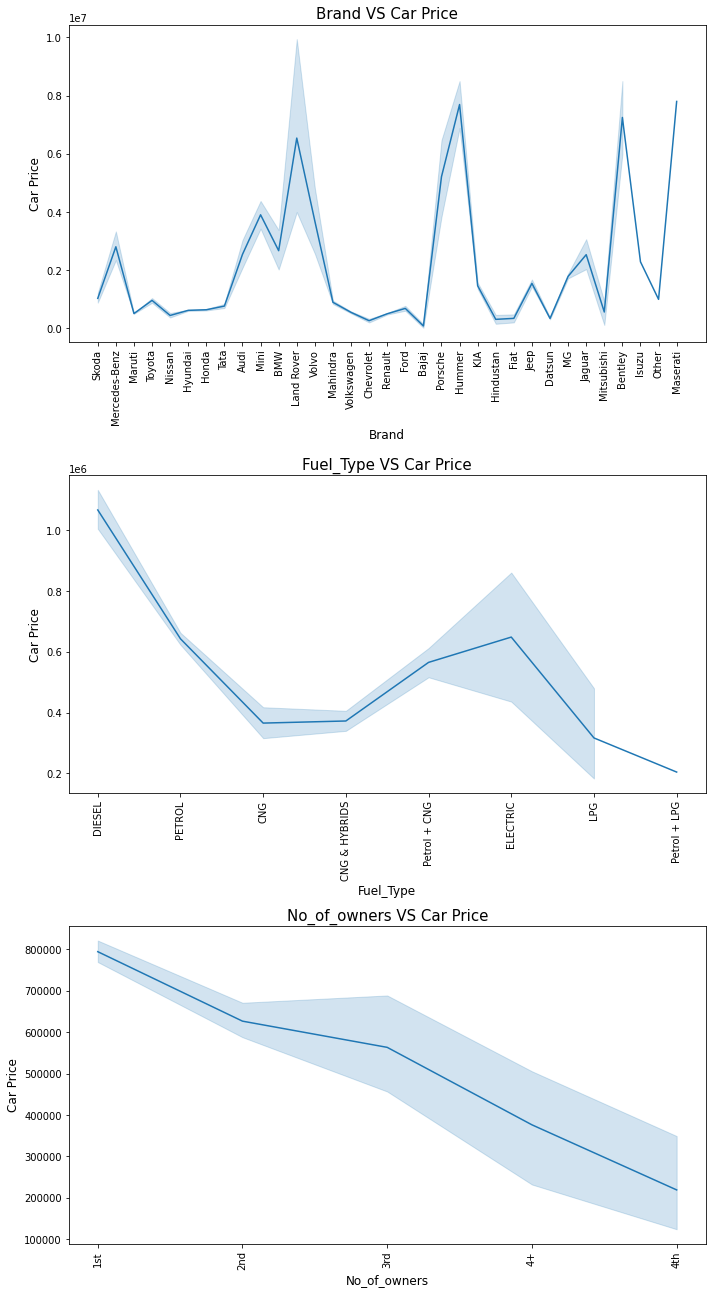 Brand VS Car Price
1e7
1.0
0.8
0.6
0.4
0.2
0.0
Car Price
Skoda
Mercedes-Benz
Maruti
Toyota
Nissan
Hyundai
Honda
Tata
Audi
Mini
BMW
Land Rover
Volvo
Mahindra
Volkswagen
Chevrolet
Renault
Ford
Bajaj
Porsche
Hummer
KIA
Hindustan
Fiat
Jeep
Datsun
MG
Jaguar
Mitsubishi
Bentley
Isuzu
Other
Maserati
Brand
Fuel_Type VS Car Price
1e6
1.0
0.8
0.6
0.4
0.2
Car Price
DIESEL
PETROL
CNG
CNG & HYBRIDS
Petrol + CNG
ELECTRIC
LPG
Petrol + LPG
Fuel_Type
No_of_owners VS Car Price
800000
700000
600000
500000
400000
300000
200000
100000
Car Price
1st
2nd
3rd
4+
4th
No_of_owners